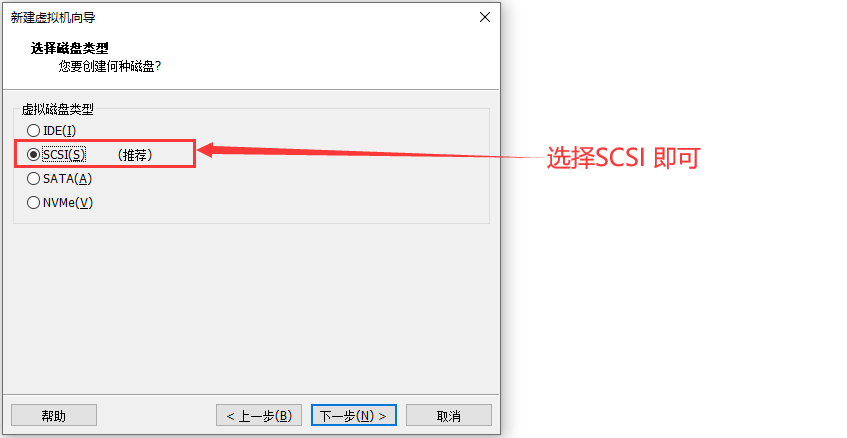 新建虚拟机向导
选择磁盘类型
您要创建何种磁盘?
虚拟磁盘类型
IDE(I)
SCSI(S) (推荐)
选择SCSI 即可
SATA(A)
NVMe(V)
帮助 < 上一步(B) 下一步(N) > 取消